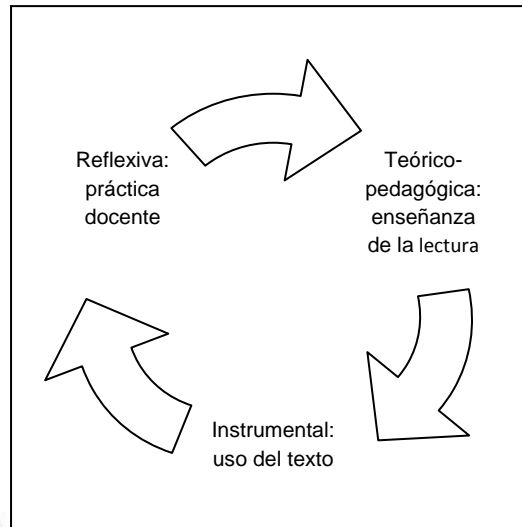 Reflexiva:
práctica
docente
Teórico-
pedagógica:
enseñanza
de la lectura
Instrumental:
uso del texto